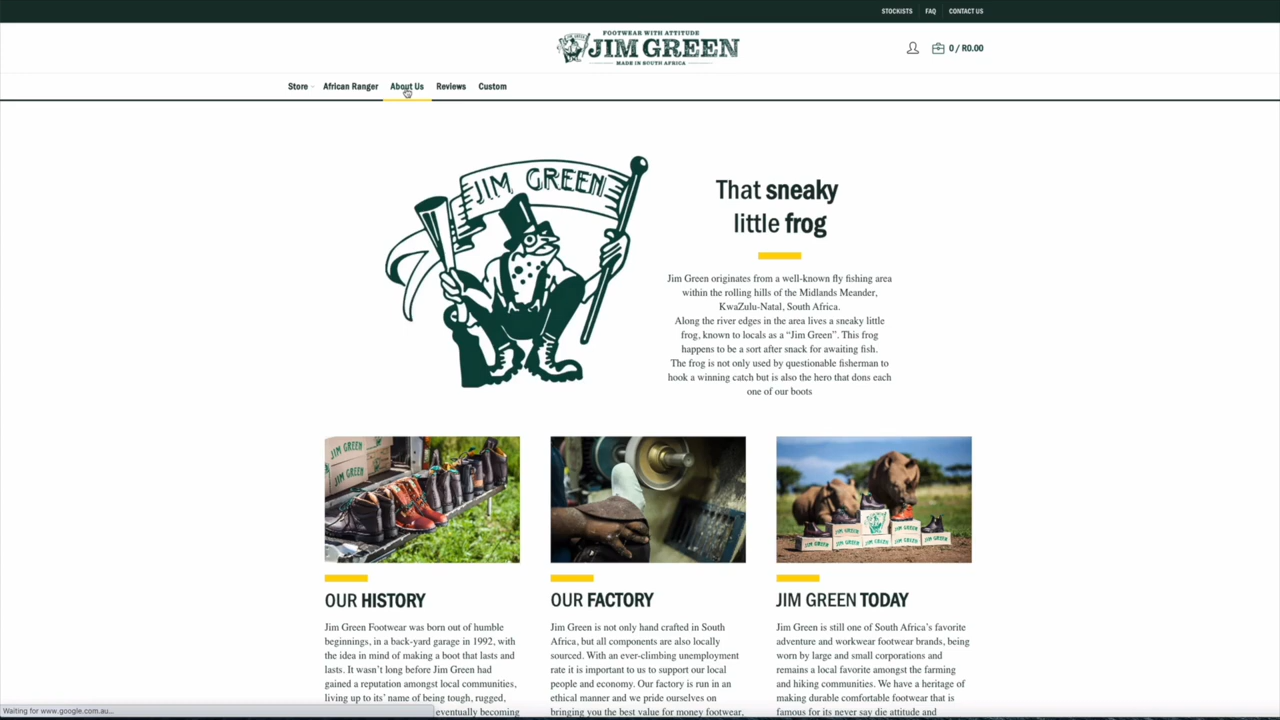 STOCKISTS FAQ CONTACT US
FOOTWEAR WITH ATTITUDE
JIM GREEN
MADE IN SOUTH AFRICA
0 / R0.00
Store African Ranger About Us Reviews Custom
JIM GREEN
That sneaky
little frog
Jim Green originates from a well-known fly fishing area
within the rolling hills of the Midlands Meander,
KwaZulu-Natal, South Africa.
Along the river edges in the area lives a sneaky little
frog, known to locals as a “Jim Green”. This frog
happens to be a sort after snack for awaiting fish.
The frog is not only used by questionable fisherman to
hook a winning catch but is also the hero that dons each
one of our boots
JIM GREEN
JIM GREEN
JIM GREEN
JIM GREEN
JIM GREEN
JIM GREEN
JIM GREEN
JIM GREEN
OUR HISTORY
Jim Green Footwear was born out of humble
beginnings, in a back-yard garage in 1992, with
the idea in mind of making a boot that lasts and
lasts. It wasn’t long before Jim Green had
gained a reputation amongst local communities,
living up to its’ name of being tough, rugged,
eventually becoming
OUR FACTORY
Jim Green is not only hand crafted in South
Africa, but all components are also locally
sourced. With an ever-climbing unemployment
rate it is important to us to support our local
people and economy. Our factory is run in an
ethical manner and we pride ourselves on
bringing you the best value for money footwear,
JIM GREEN TODAY
Jim Green is still one of South Africa’s favorite
adventure and workwear footwear brands, being
worn by large and small corporations and
remains a local favorite amongst the farming
and hiking communities. We have a heritage of
making durable comfortable footwear that is
famous for its never say die attitude and
Waiting for www.google.com.au...